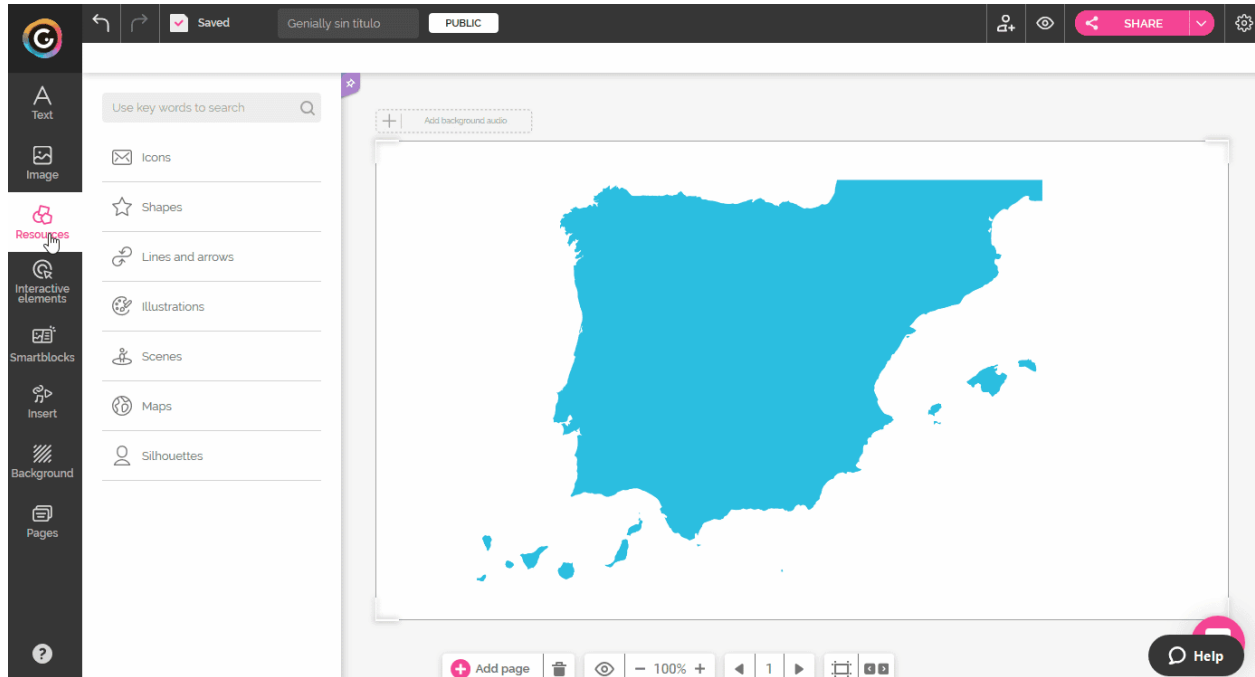 Saved
Genially sin titulo
PUBLIC
SHARE
Text
Image
Resources
Interactive
elements
Smartblocks
Insert
Background
Pages
Use key words to search
Icons
Shapes
Lines and arrows
Illustrations
Scenes
Maps
Silhouettes
Add background audio
Add page
100%
1
Help